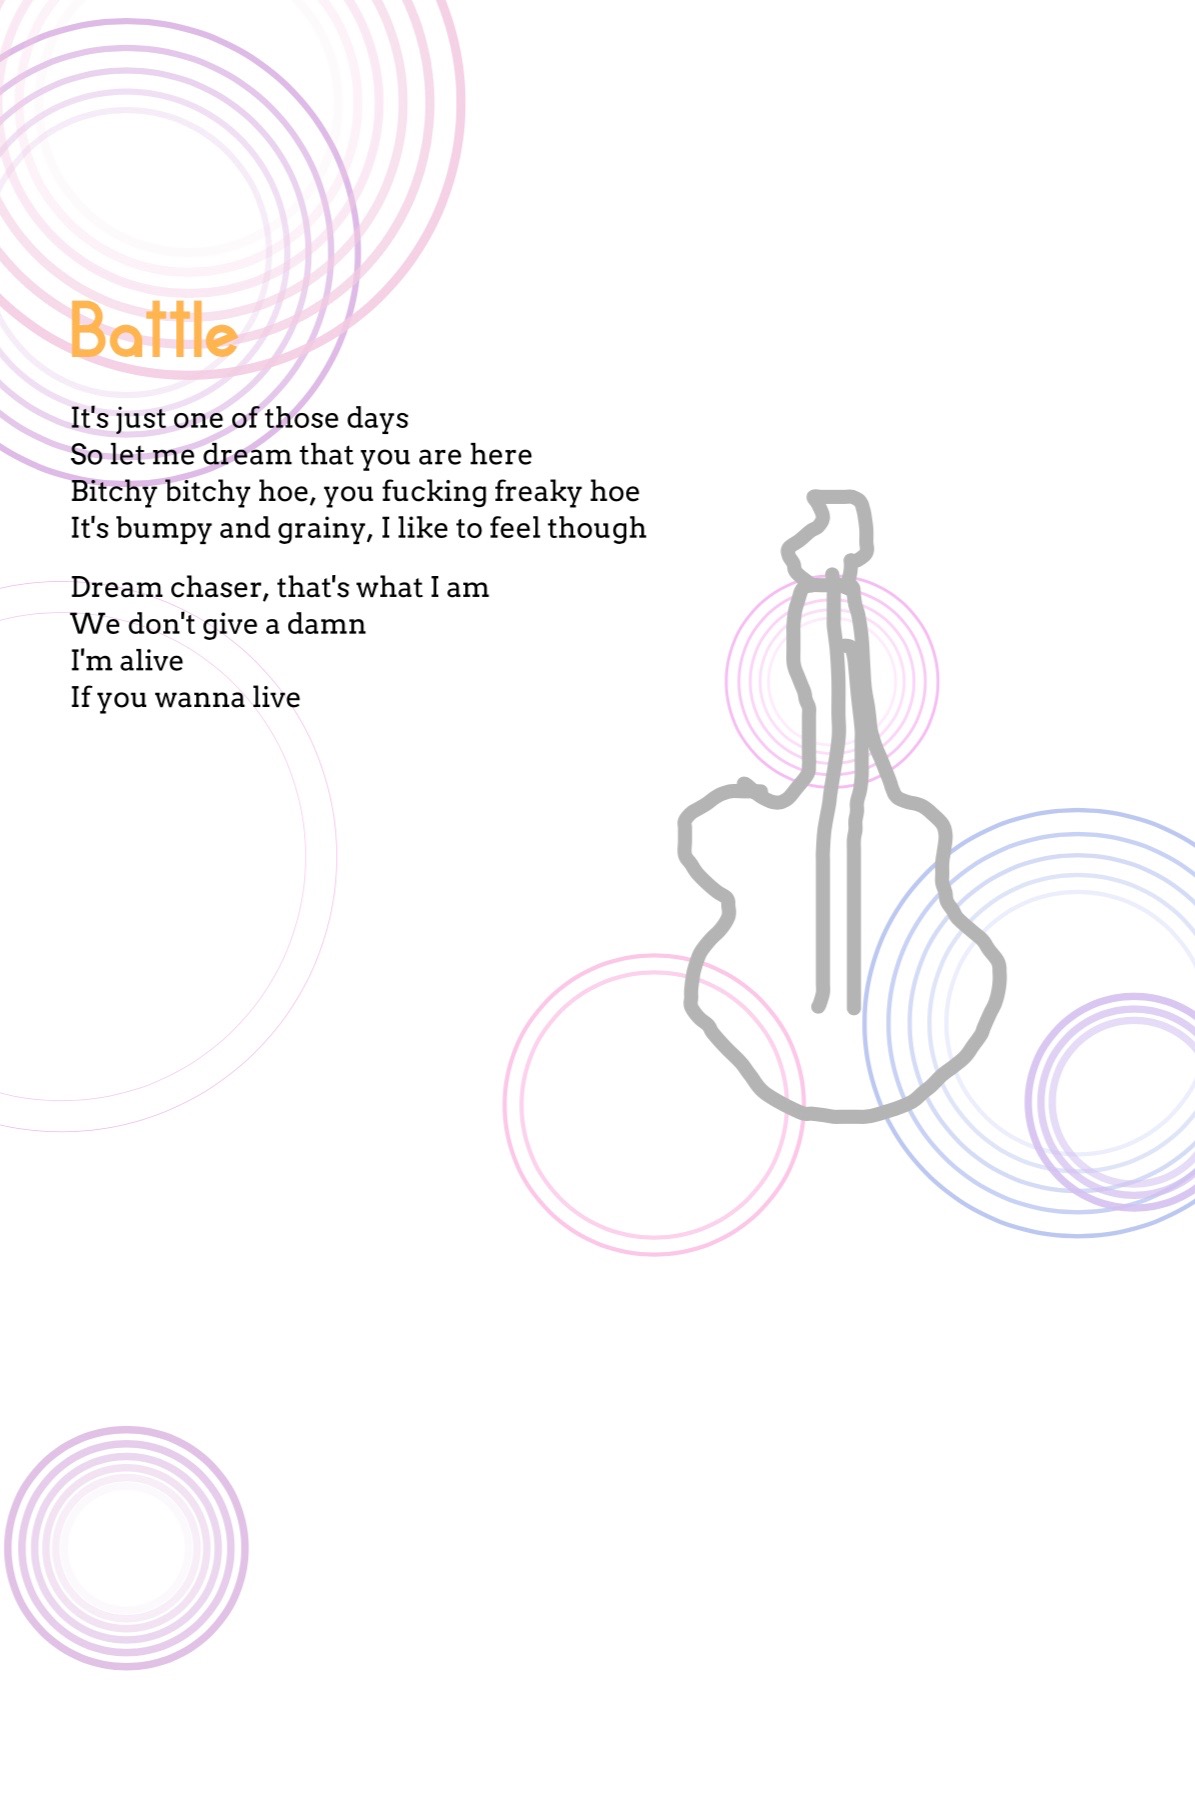 Battle
It's just one of those days
So let me dream that you are here
Bitchy bitchy hoe, you fucking freaky hoe
It's bumpy and grainy, I like to feel though
Dream chaser, that's what I am
We don't give a damn
I'm alive
If you wanna live